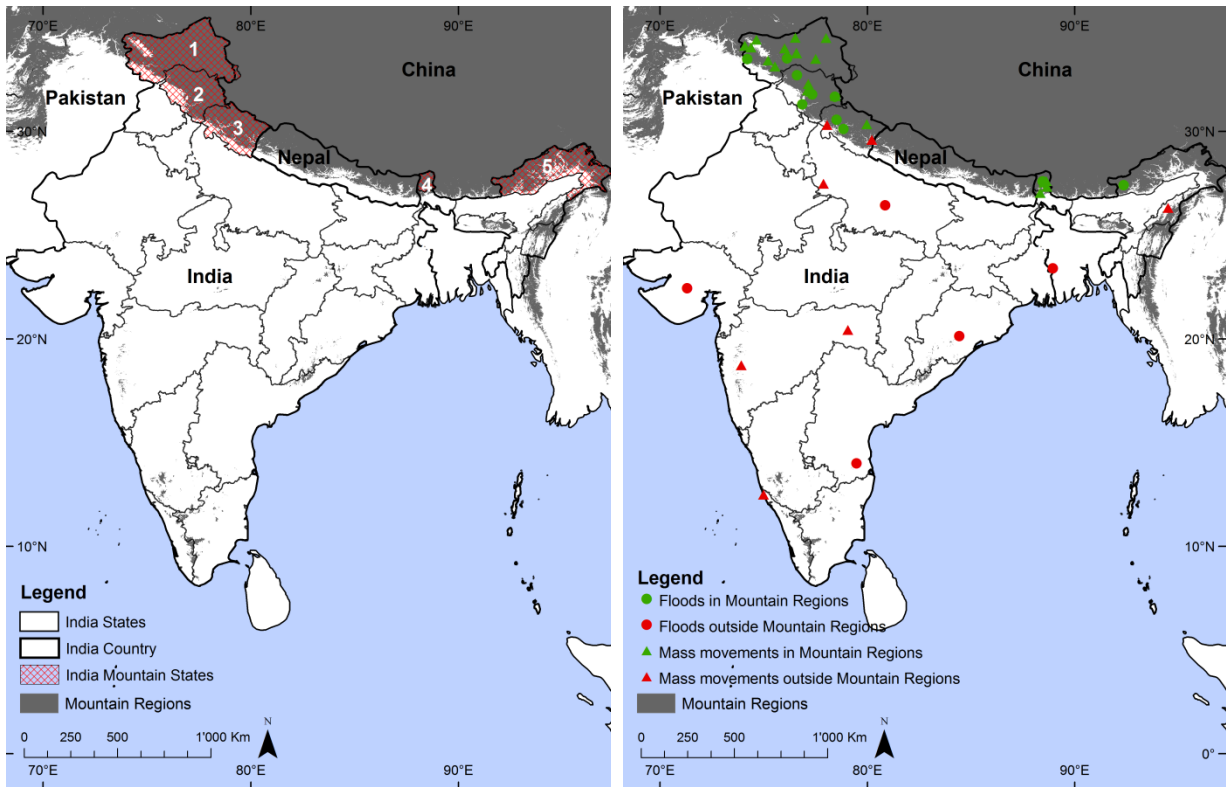 70°E 80°E 90°E
1
China
2
Pakistan
3
30°N
Nepal
5
4
India
20°N
10°N
Legend
India States
India Country
India Mountain States
Mountain Regions
N
0 250 500 1'000 Km
70°E 80°E 90°E
70°E 80°E 90°E
China
Pakistan
30°N 30°N
Nepal
India
20°N 20°N
10°N 10°N
Legend
Floods in Mountain Regions
Floods outside Mountain Regions
Mass movements in Mountain Regions
Mass movements outside Mountain Regions
Mountain Regions
N
0 250 500 1'000 Km
0°
70°E 80°E 90°E